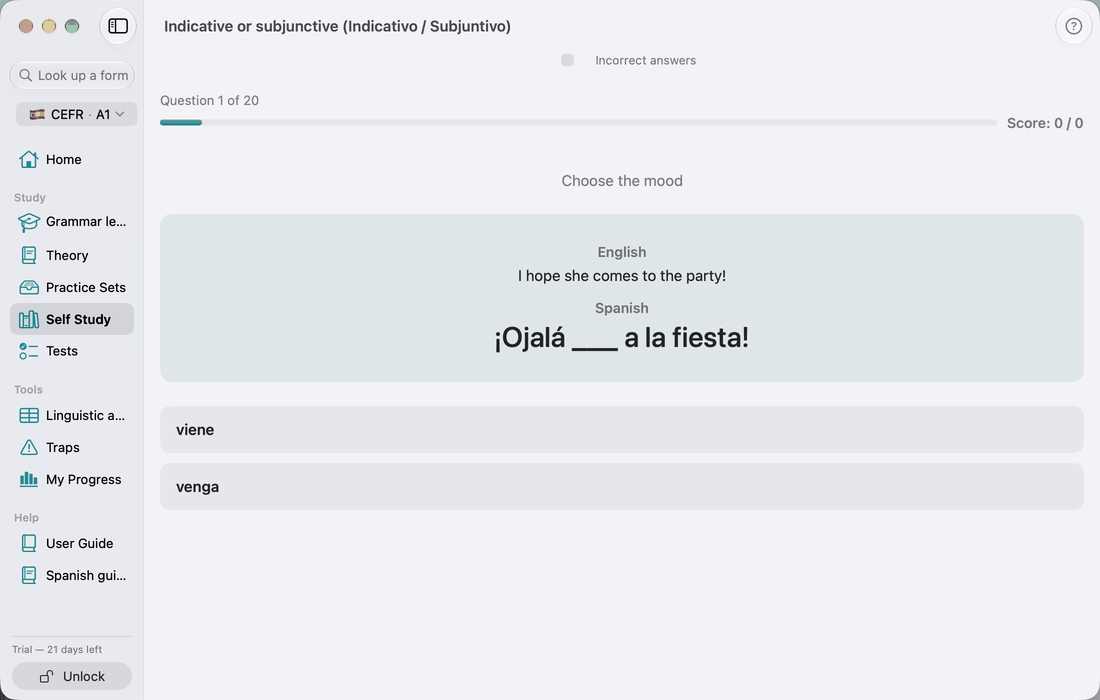 Indicative or subjunctive (Indicativo / Subjuntivo)
Look up a form
CEFR · A1
Home
Study
Grammar le...
Theory
Practice Sets
Self Study
Tests
Tools
Linguistic a...
Traps
My Progress
Help
User Guide
Spanish gui...
Trial — 21 days left
Unlock
Incorrect answers
Question 1 of 20
Score: 0 / 0
Choose the mood
English
I hope she comes to the party!
Spanish
¡Ojalá ___ a la fiesta!
viene
venga